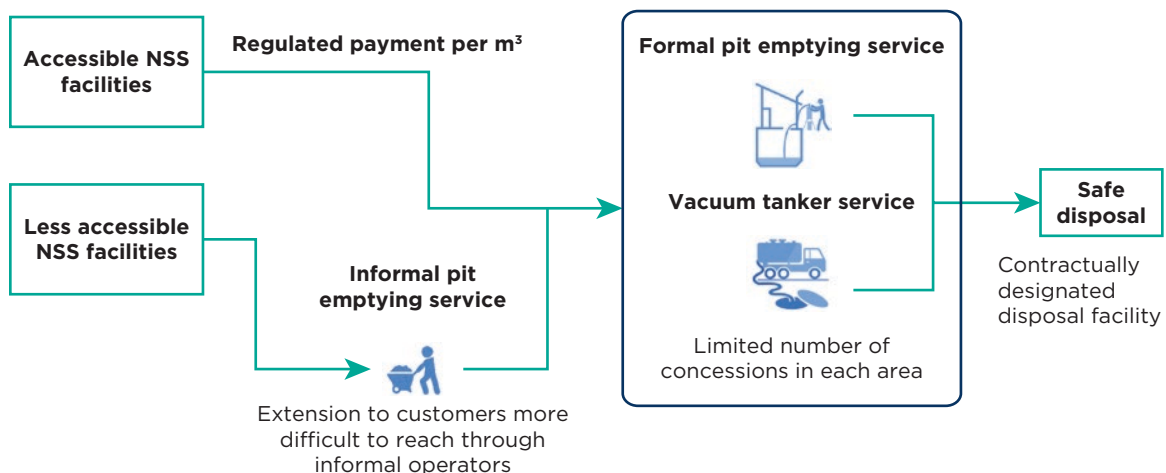 Accessible NSS
facilities
Regulated payment per m³
Formal pit emptying service
Less accessible
NSS facilities
Informal pit
emptying service
Extension to customers more
difficult to reach through
informal operators
Vacuum tanker service
Limited number of
concessions in each area
Safe
disposal
Contractually
designated
disposal facility